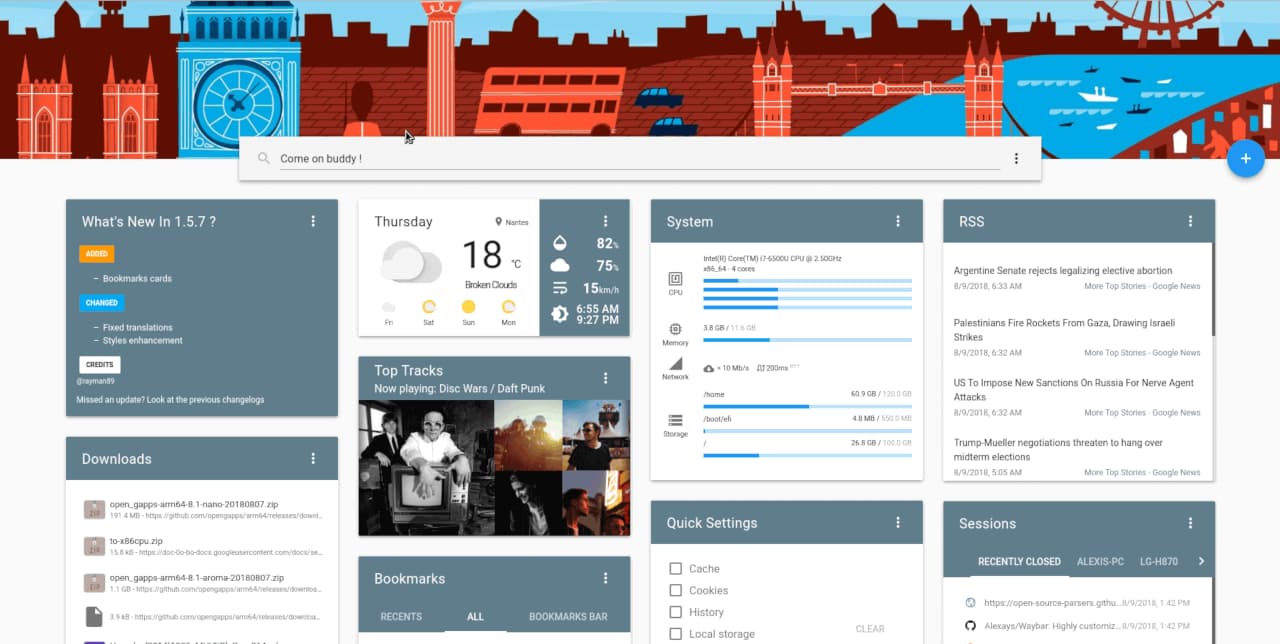 Come on buddy !
What's New In 1.5.7 ?
ADDED
– Bookmarks cards
CHANGED
– Fixed translations
– Styles enhancement
CREDITS
@rayman89
Missed an update? Look at the previous changelogs
Downloads
open_gapps-arm64-8.1-nano-20180807.zip
191.4 MB - https://github.com/opengapps/arm64/releases/downl...
to-x86cpu.zip
15.8 kB - https://doc-0o-bo-docs.googleusercontent.com/docs/se...
open_gapps-arm64-8.1-aroma-20180807.zip
1.1 GB - https://github.com/opengapps/arm64/releases/downloa...
3.9 kB - https://github.com/opengapps/arm64/releases/downloa...
Thursday
Nantes
18 °C
Broken Clouds
Fri Sat Sun Mon
82%
75%
15km/h
6:55 AM
9:27 PM
Top Tracks
Now playing: Disc Wars / Daft Punk
Bookmarks
RECENTS ALL BOOKMARKS BAR
System
Intel(R) Core(TM) i7-6500U CPU @ 2.50GHz
x86_64 - 4 cores
CPU
3.8 GB / 11.6 GB
Memory
≈ 10 Mb/s 200ms RTT
Network
/home 60.9 GB / 120.0 GB
/boot/efi 4.8 MB / 550.0 MB
Storage
/ 26.8 GB / 100.0 GB
Quick Settings
Cache
Cookies
History
Local storage
CLEAR
RSS
Argentine Senate rejects legalizing elective abortion
8/9/2018, 6:33 AM More Top Stories - Google News
Palestinians Fire Rockets From Gaza, Drawing Israeli
Strikes
8/9/2018, 6:32 AM More Top Stories - Google News
US To Impose New Sanctions On Russia For Nerve Agent
Attacks
8/9/2018, 6:32 AM More Top Stories - Google News
Trump-Mueller negotiations threaten to hang over
midterm elections
8/9/2018, 5:05 AM More Top Stories - Google News
Sessions
RECENTLY CLOSED ALEXIS-PC LG-H870
https://open-source-parsers.githu... 8/9/2018, 1:42 PM
Alexays/Waybar: Highly customiz... 8/9/2018, 1:42 PM